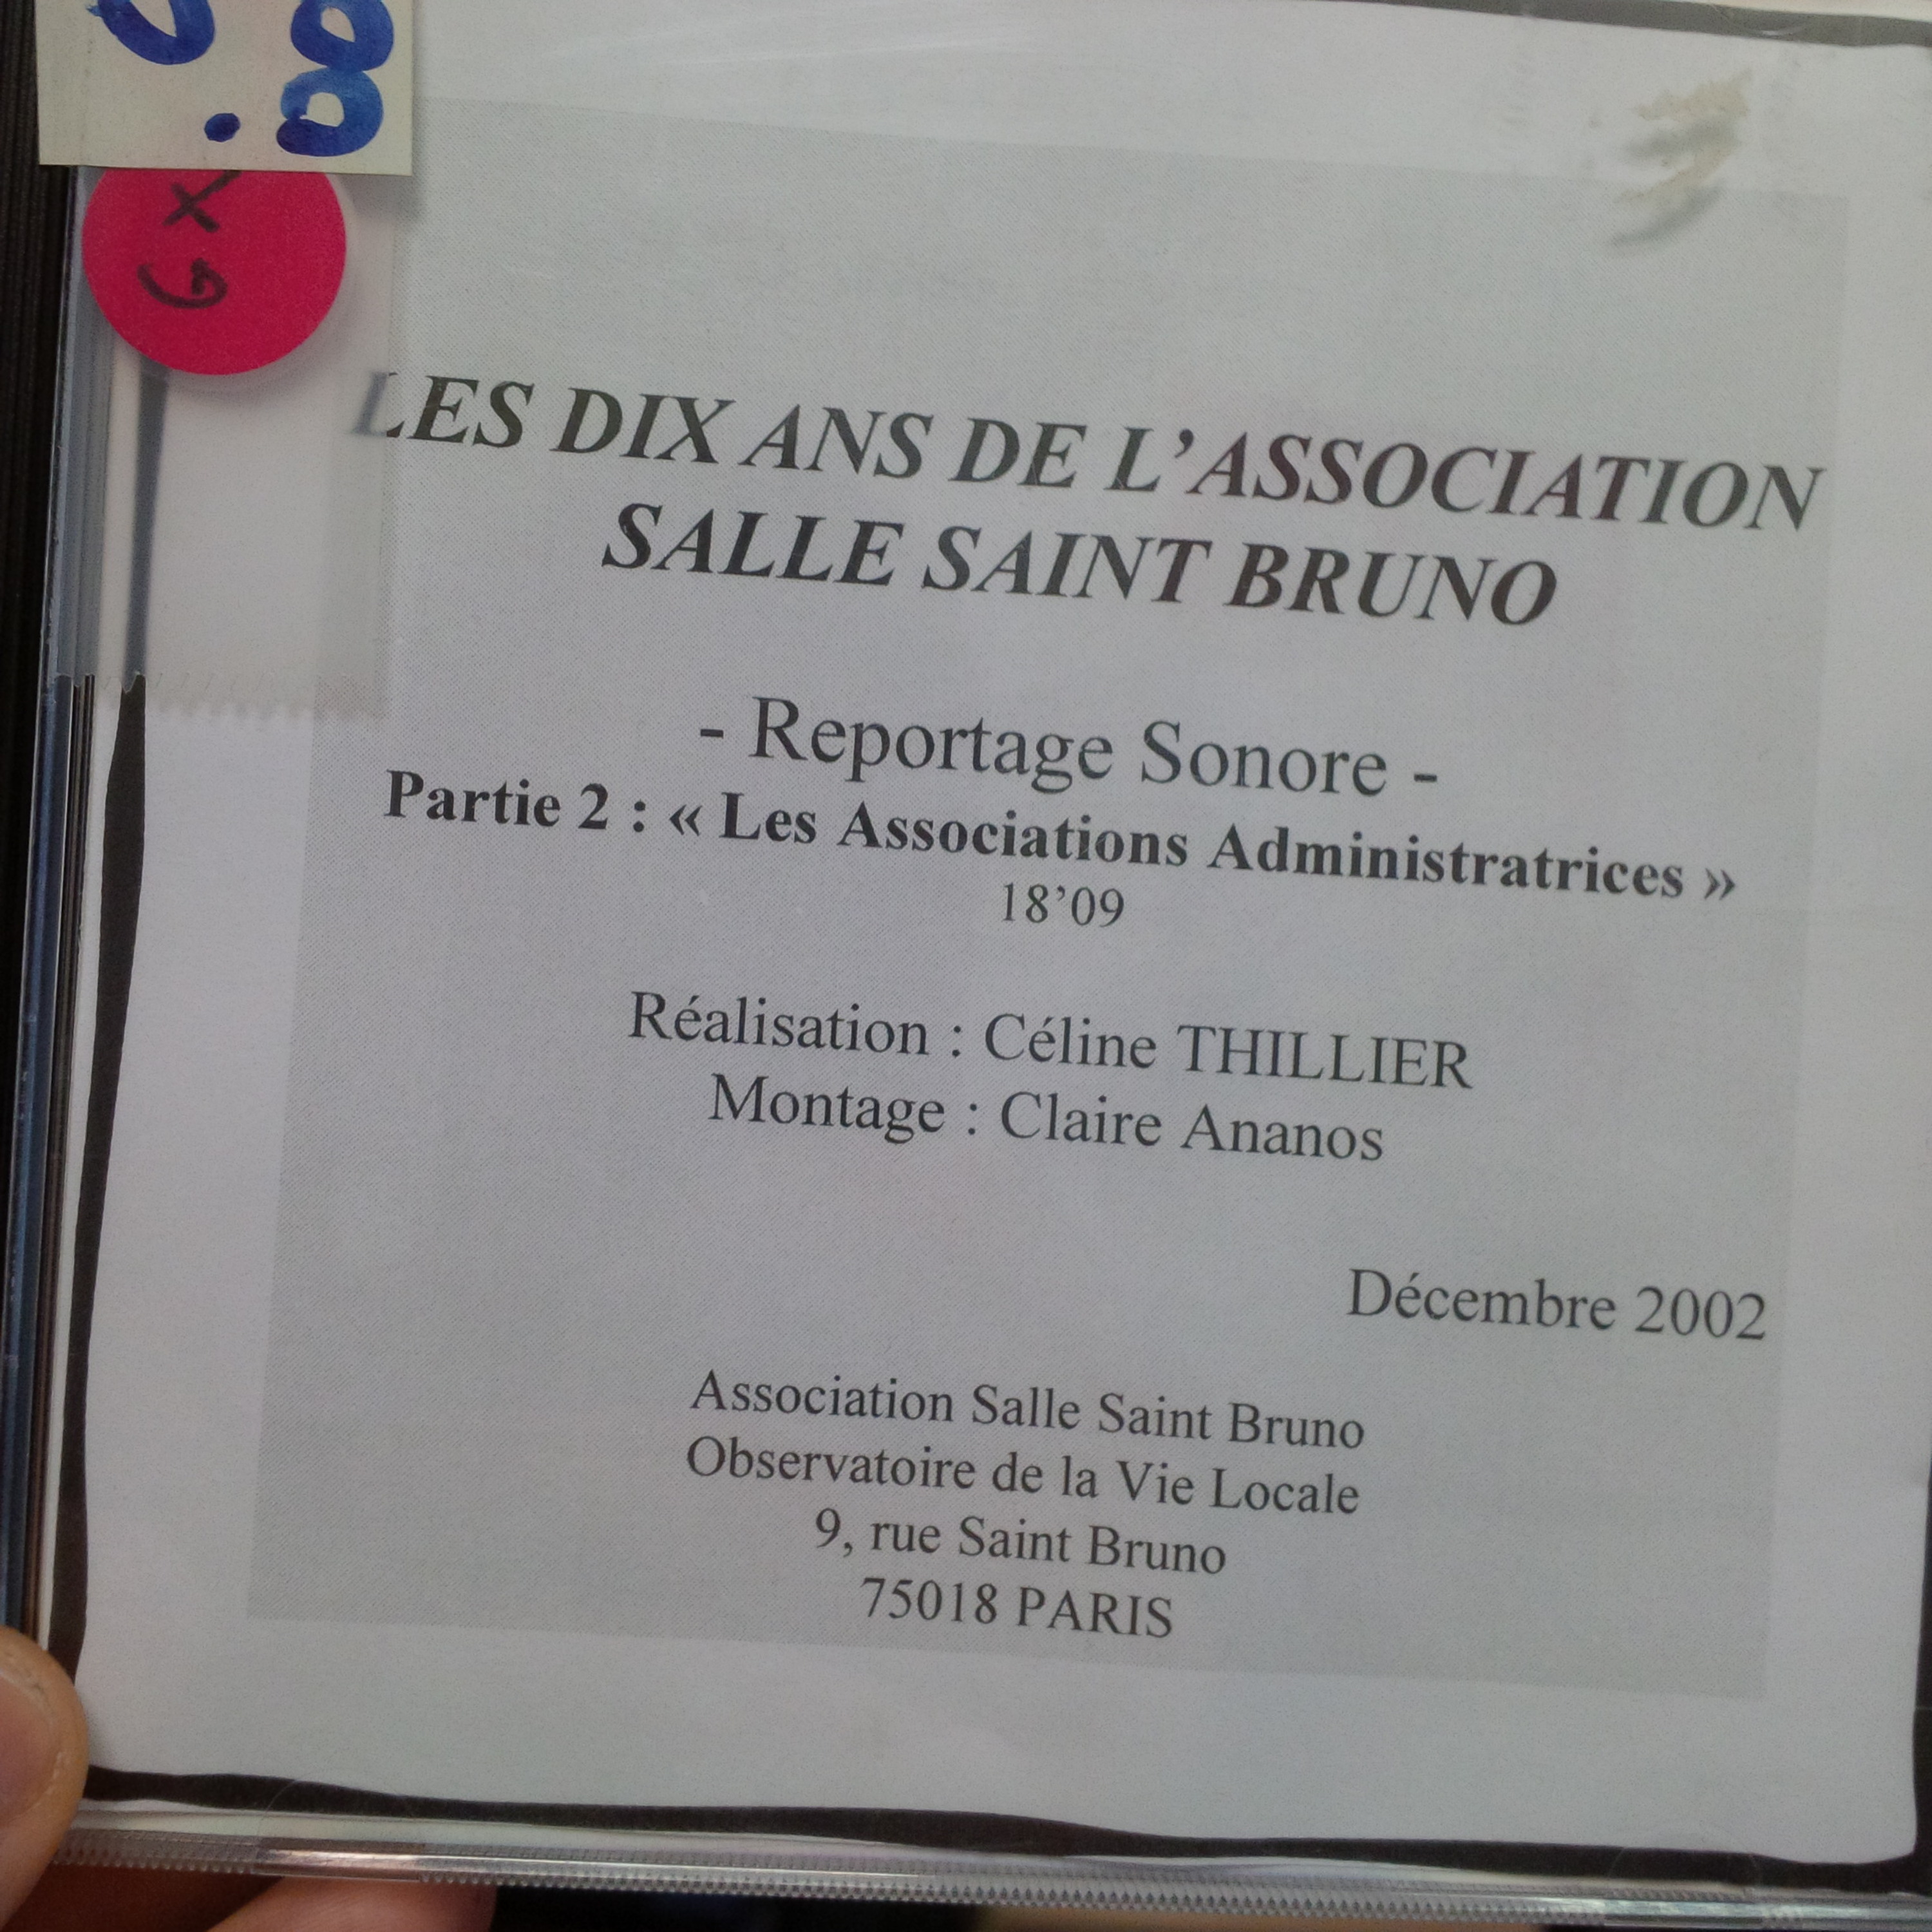 LES DIX ANS DE L’ASSOCIATION
SALLE SAINT BRUNO
- Reportage Sonore -
Partie 2 : « Les Associations Administratrices »
18’09
Réalisation : Céline THILLIER
Montage : Claire Ananos
Décembre 2002
Association Salle Saint Bruno
Observatoire de la Vie Locale
9, rue Saint Bruno
75018 PARIS